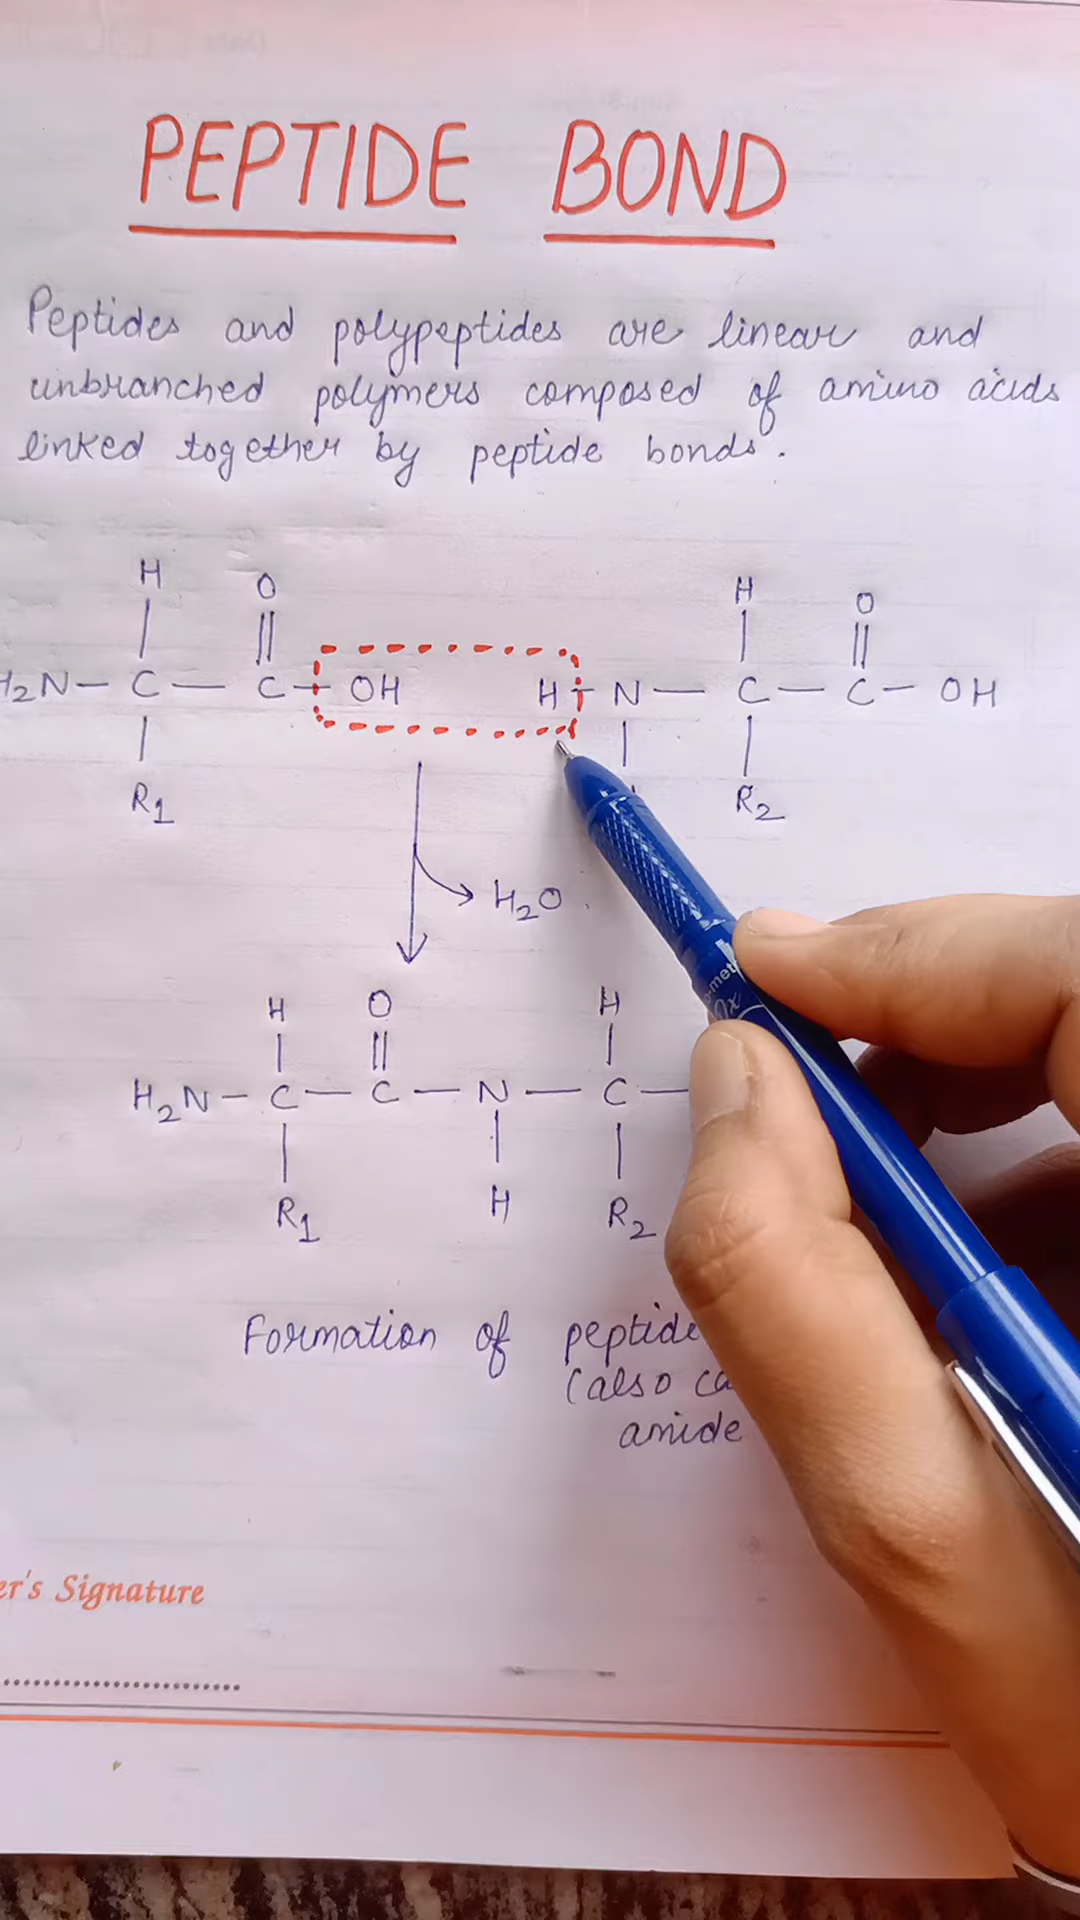 PEPTIDE BOND
Peptides and polypeptides are linear and
unbranched polymers composed of amino acids
linked together by peptide bonds.
H O H O
H₂N - C - C - OH H - N - C - C - OH
R1 R2
H₂O
H O H
H₂N - C - C - N - C -
R1 H R2
Formation of peptide
(also
amide
er's Signature